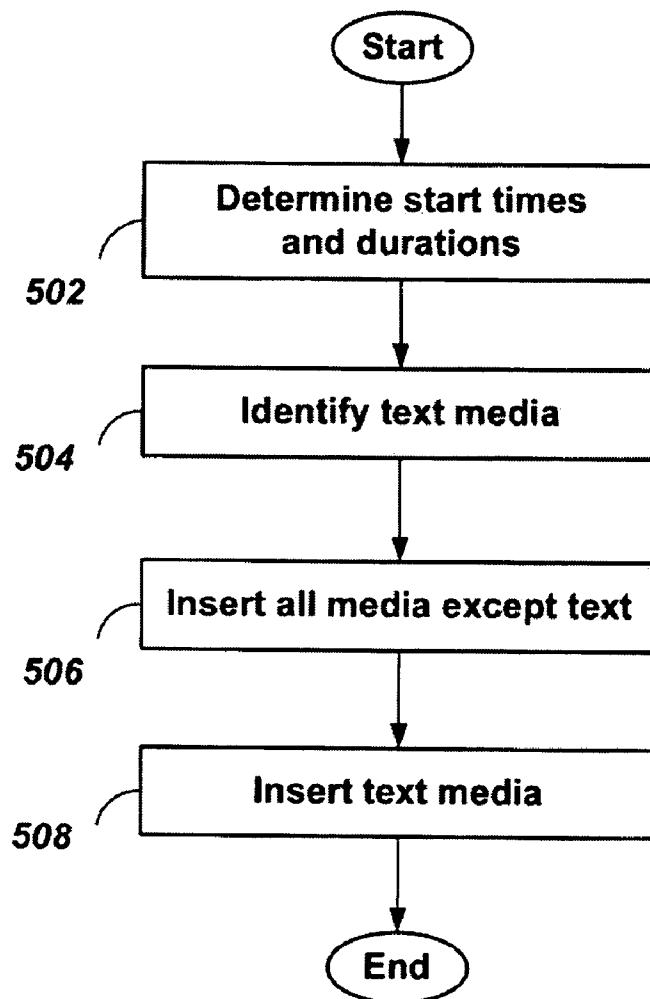 Start
Determine start times
and durations
502
Identify text media
504
Insert all media except text
506
Insert text media
508
End